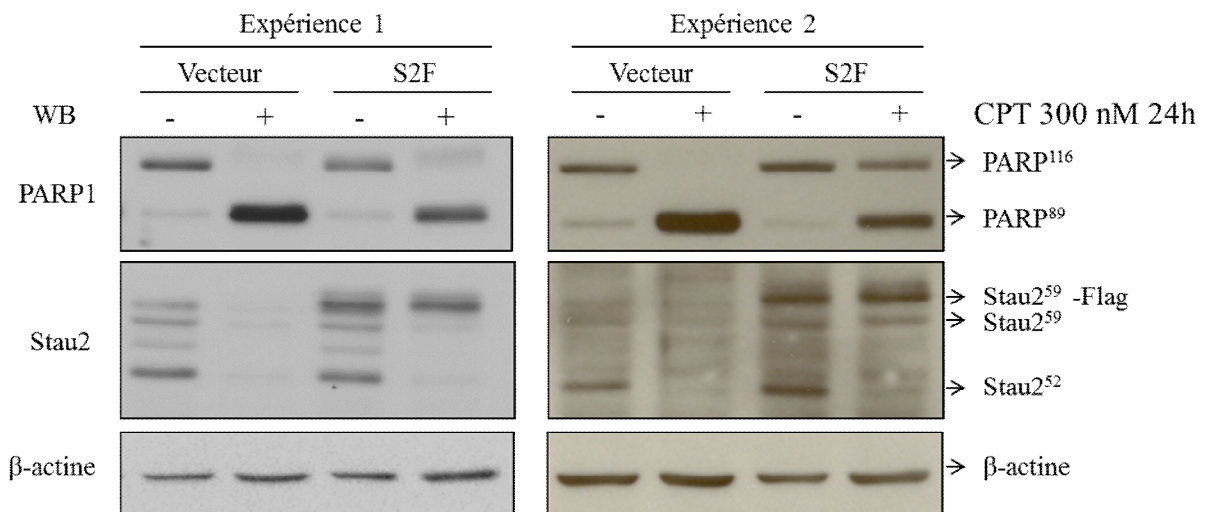 Expérience 1 Expérience 2
Vecteur S2F Vecteur S2F
WB - + - + - + - + CPT 300 nM 24h
PARP1 PARP¹¹⁶
PARP⁸⁹
Stau2 Stau2⁵⁹ -Flag
Stau2⁵⁹
Stau2⁵²
β-actine β-actine